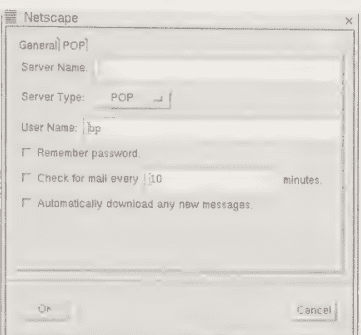 Netscape
General POP
Server Name:
Server Type: POP
User Name: bp
Remember password.
Check for mail every 10 minutes.
Automatically download any new messages.
OK Cancel